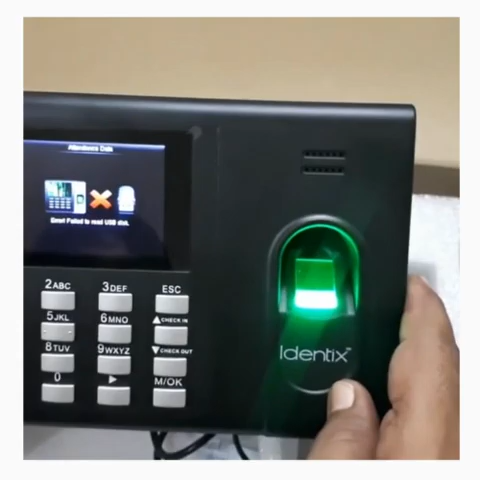 Attendance Data
Error! Failed to read USB disk.
2ABC 3DEF ESC
5JKL 6MNO ▲CHECK IN
8TUV 9WXYZ ▼CHECK OUT
0 ▶ M/OK
Identix™